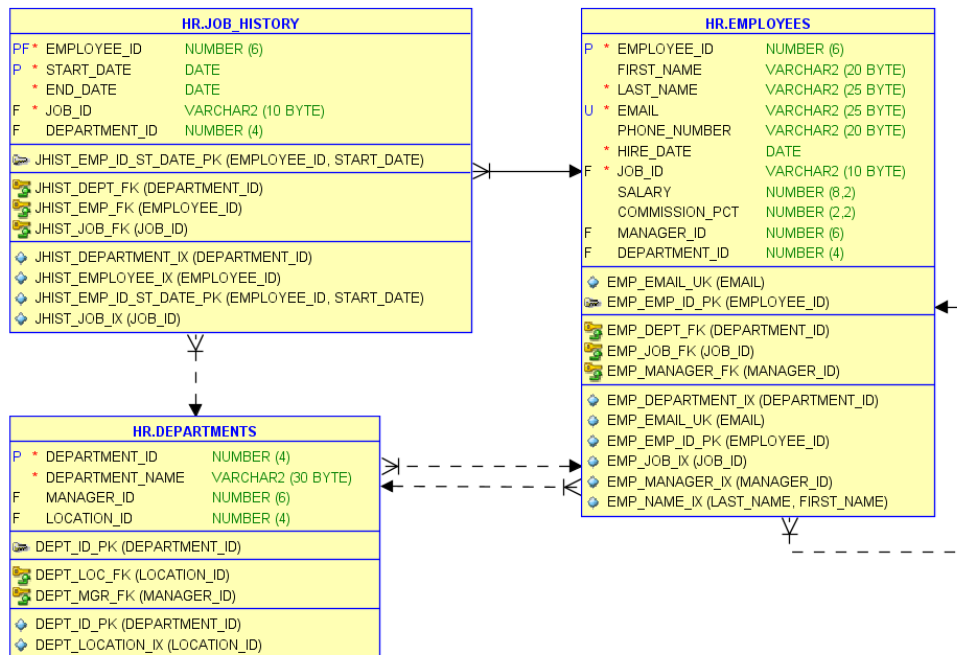 HR.JOB_HISTORY
PF * EMPLOYEE_ID NUMBER (6)
P * START_DATE DATE
* END_DATE DATE
F * JOB_ID VARCHAR2 (10 BYTE)
F DEPARTMENT_ID NUMBER (4)
JHIST_EMP_ID_ST_DATE_PK (EMPLOYEE_ID, START_DATE)
JHIST_DEPT_FK (DEPARTMENT_ID)
JHIST_EMP_FK (EMPLOYEE_ID)
JHIST_JOB_FK (JOB_ID)
JHIST_DEPARTMENT_IX (DEPARTMENT_ID)
JHIST_EMPLOYEE_IX (EMPLOYEE_ID)
JHIST_EMP_ID_ST_DATE_PK (EMPLOYEE_ID, START_DATE)
JHIST_JOB_IX (JOB_ID)
HR.EMPLOYEES
P * EMPLOYEE_ID NUMBER (6)
FIRST_NAME VARCHAR2 (20 BYTE)
* LAST_NAME VARCHAR2 (25 BYTE)
U * EMAIL VARCHAR2 (25 BYTE)
PHONE_NUMBER VARCHAR2 (20 BYTE)
* HIRE_DATE DATE
F * JOB_ID VARCHAR2 (10 BYTE)
SALARY NUMBER (8,2)
COMMISSION_PCT NUMBER (2,2)
F MANAGER_ID NUMBER (6)
F DEPARTMENT_ID NUMBER (4)
EMP_EMAIL_UK (EMAIL)
EMP_EMP_ID_PK (EMPLOYEE_ID)
EMP_DEPT_FK (DEPARTMENT_ID)
EMP_JOB_FK (JOB_ID)
EMP_MANAGER_FK (MANAGER_ID)
EMP_DEPARTMENT_IX (DEPARTMENT_ID)
EMP_EMAIL_UK (EMAIL)
EMP_EMP_ID_PK (EMPLOYEE_ID)
EMP_JOB_IX (JOB_ID)
EMP_MANAGER_IX (MANAGER_ID)
EMP_NAME_IX (LAST_NAME, FIRST_NAME)
HR.DEPARTMENTS
P * DEPARTMENT_ID NUMBER (4)
* DEPARTMENT_NAME VARCHAR2 (30 BYTE)
F MANAGER_ID NUMBER (6)
F LOCATION_ID NUMBER (4)
DEPT_ID_PK (DEPARTMENT_ID)
DEPT_LOC_FK (LOCATION_ID)
DEPT_MGR_FK (MANAGER_ID)
DEPT_ID_PK (DEPARTMENT_ID)
DEPT_LOCATION_IX (LOCATION_ID)